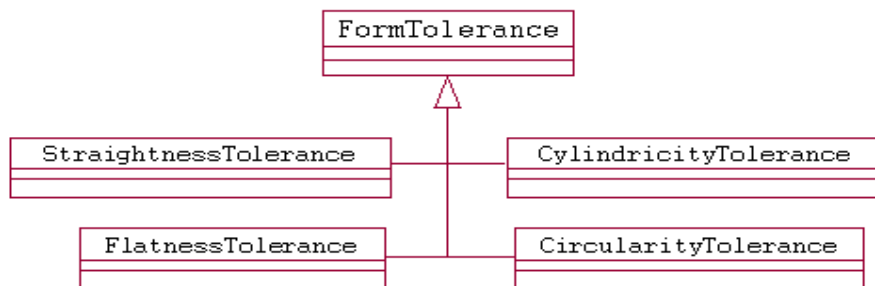 FormTolerance
StraightnessTolerance
CylindricityTolerance
FlatnessTolerance
CircularityTolerance